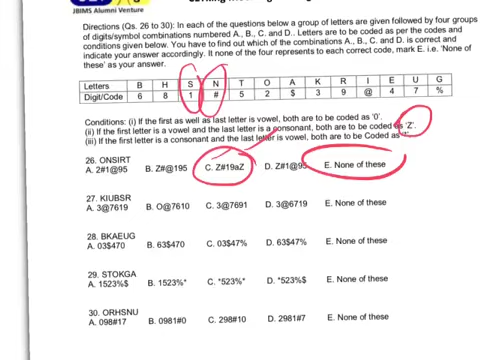 JBIMS Alumni Venture
Directions (Qs. 26 to 30): In each of the questions below a group of letters are given followed by four groups
of digits/symbol combinations numbered A., B., C. and D.. Letters are to be coded as per the codes and
conditions given below. You have to find out which of the combinations A., B., C. and D. is correct and
indicate your answer accordingly. It none of the four represents to each correct code, mark E. i.e. 'None of
these' as your answer.
Letters B H S N T O A K R I E U G
Digit/Code 6 8 1 # 5 2 $ 3 9 @ 4 7 %
Conditions: (i) If the first as well as last letter is vowel, both are to be coded as '0'.
(ii) If the first letter is a vowel and the last letter is a ponsonant, both are to be coded as 'Z'.
(iii) If the first letter is a consonant and the last letter is vowel, both are to be Coded as
26. ONSIRT
A. 2#1@95 B. Z#@195 C. Z#19aZ D. Z#1@95 E. None of these
27. KIUBSR
A. 3@7619 B. O@7610 C. 3@7691 D. 3@6719 E. None of these
28. BKAEUG
A. 03$470 B. 63$470 C. 03$47% D. 63$47% E. None of these
29. STOKGA
A. 1523%$ B. 1523%* C. *523%* D. *523%$ E. None of these
30. ORHSNU
A. 098#17 B. 0981#0 C. 298#10 D. 2981#7 E. None of these